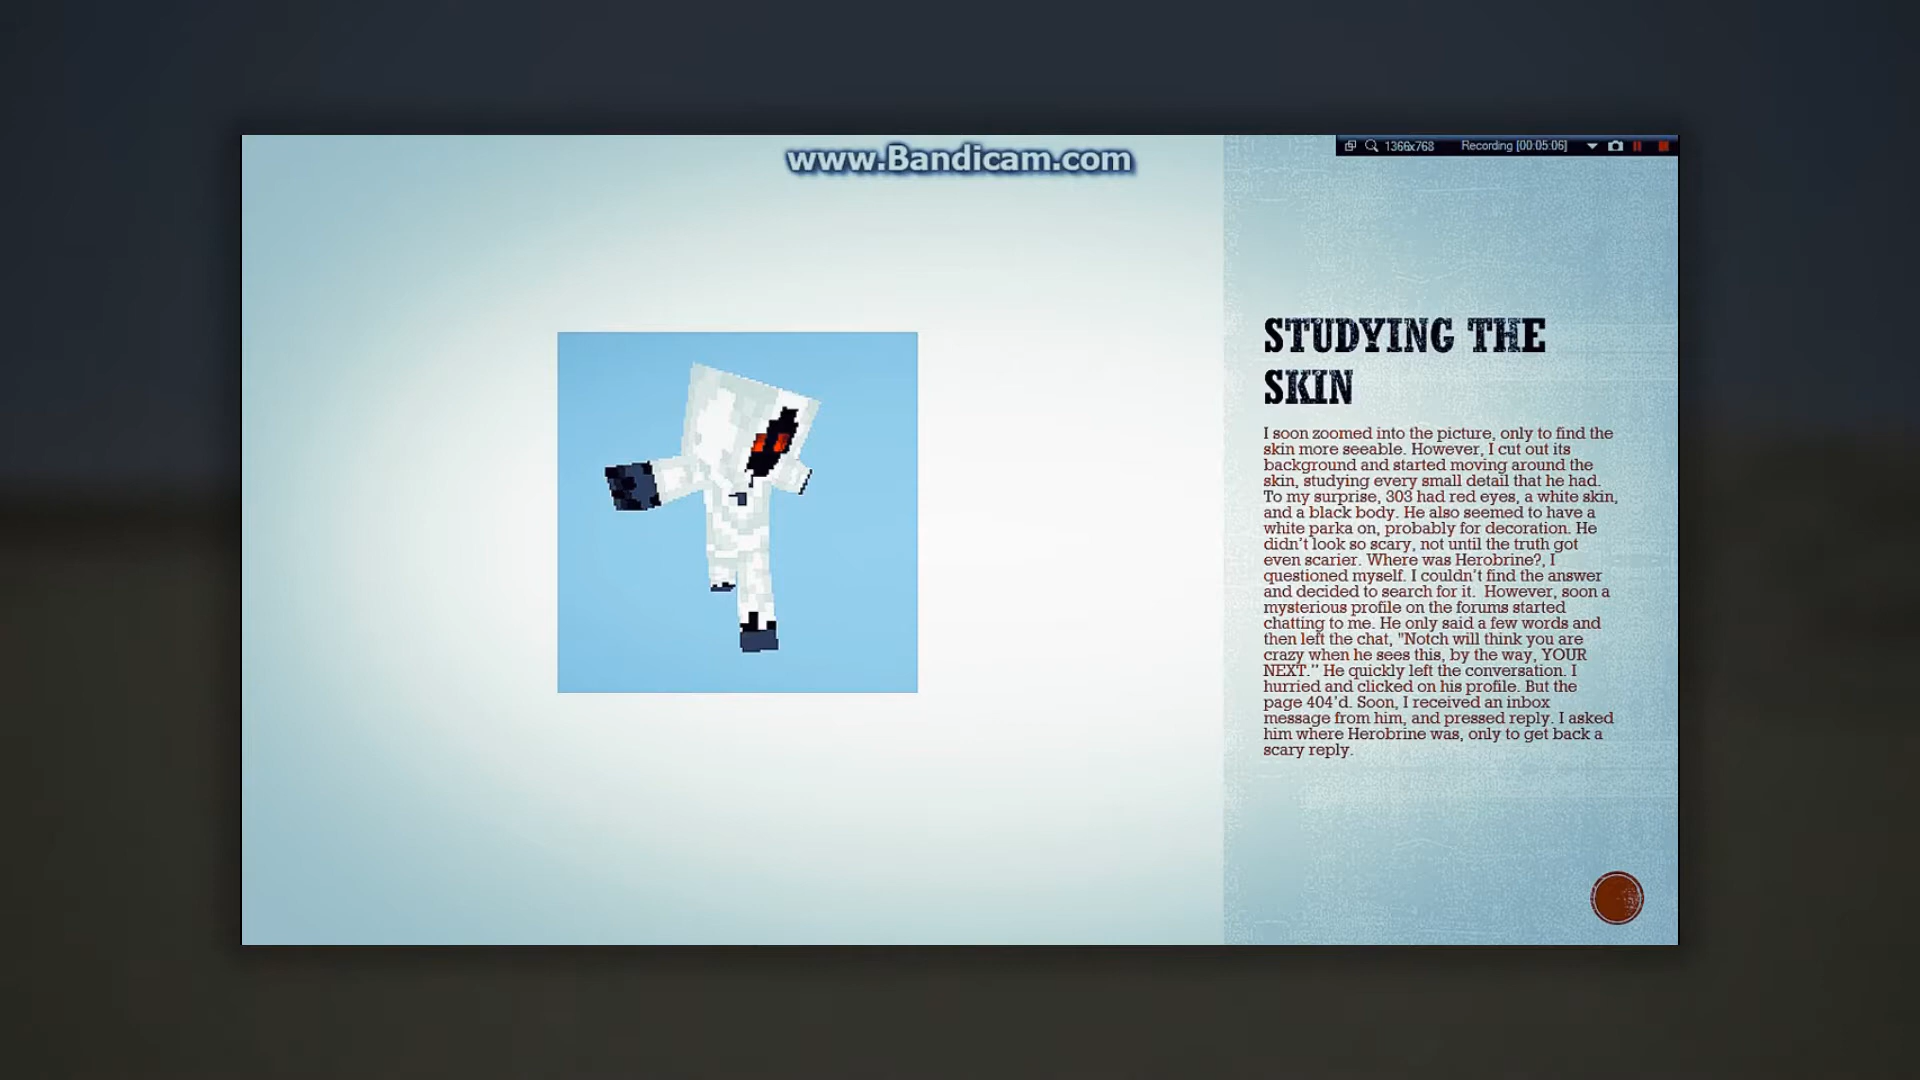 www.Bandicam.com
1366x768 Recording [00:05:06]
STUDYING THE
SKIN
I soon zoomed into the picture, only to find the
skin more seeable. However, I cut out its
background and started moving around the
skin, studying every small detail that he had.
To my surprise, 303 had red eyes, a white skin,
and a black body. He also seemed to have a
white parka on, probably for decoration. He
didn't look so scary, not until the truth got
even scarier. Where was Herobrine?, I
questioned myself. I couldn't find the answer
and decided to search for it.  However, soon a
mysterious profile on the forums started
chatting to me. He only said a few words and
then left the chat, "Notch will think you are
crazy when he sees this, by the way, YOUR
NEXT." He quickly left the conversation. I
hurried and clicked on his profile. But the
page 404'd. Soon, I received an inbox
message from him, and pressed reply. I asked
him where Herobrine was, only to get back a
scary reply.